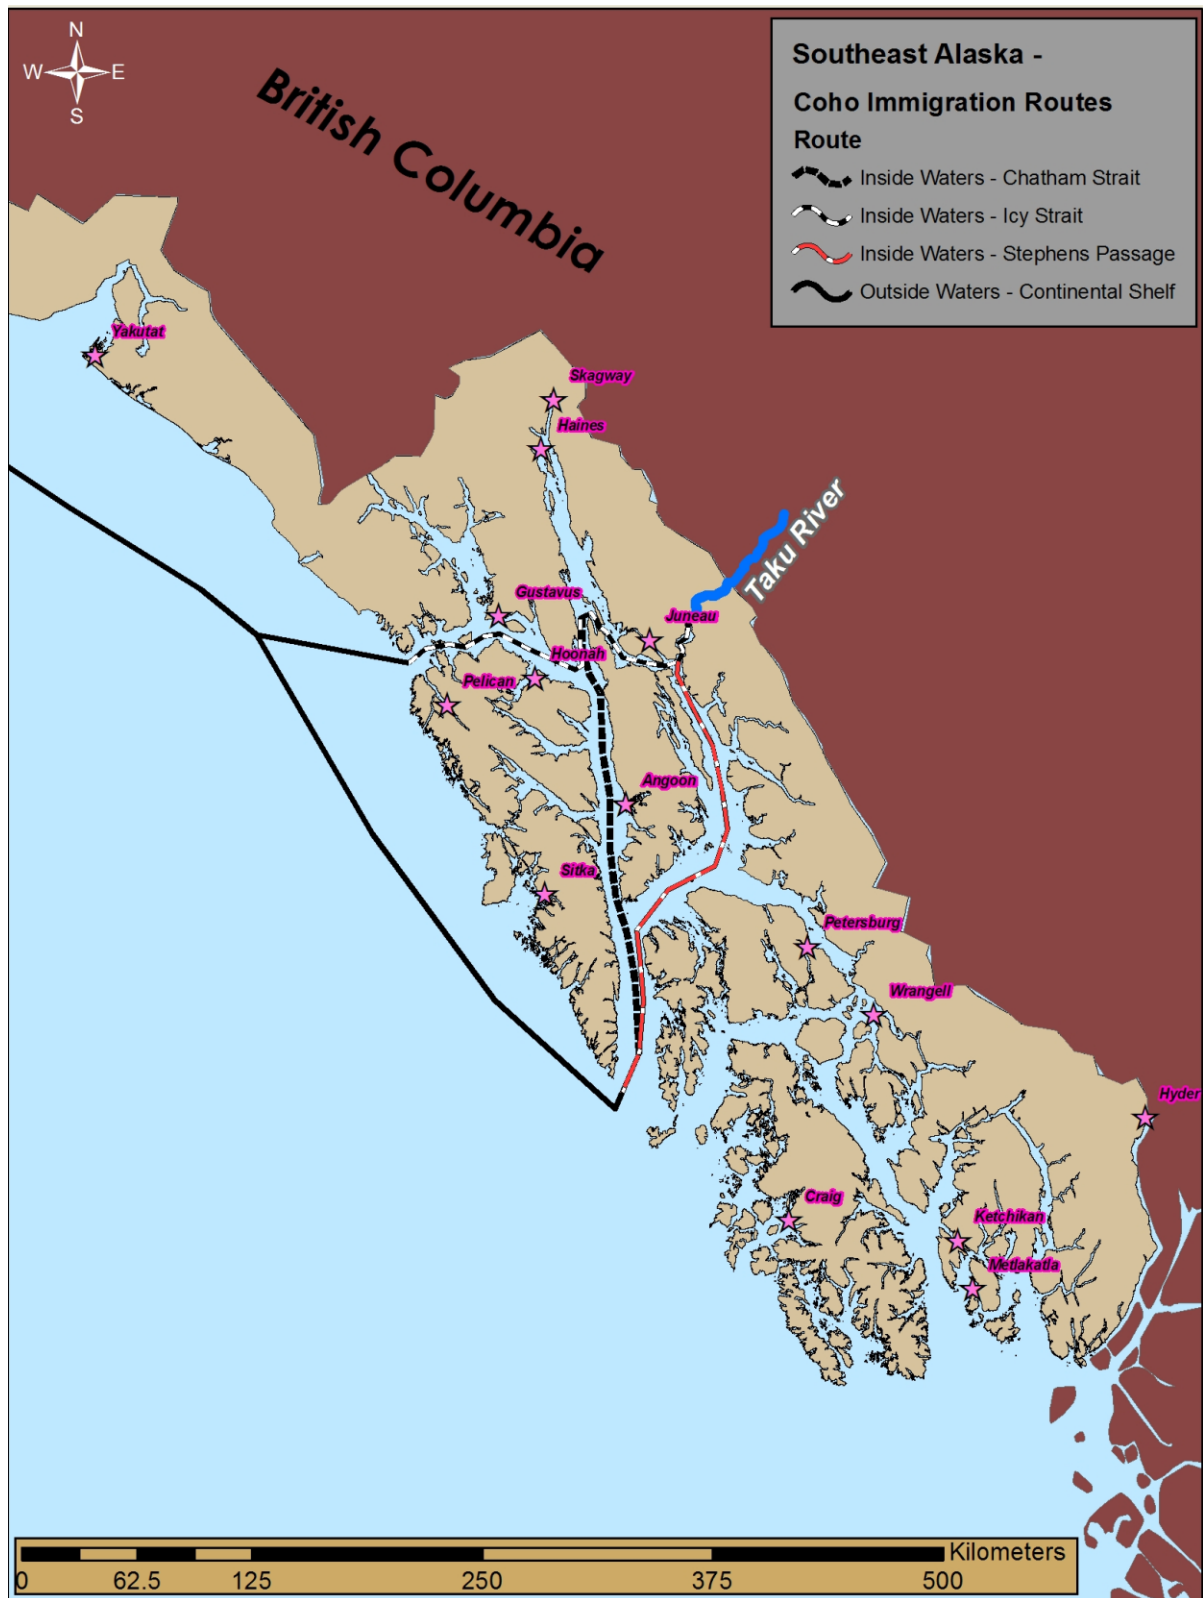 N
W E
S
British Columbia
Southeast Alaska -
Coho Immigration Routes
Route
Inside Waters - Chatham Strait
Inside Waters - Icy Strait
Inside Waters - Stephens Passage
Outside Waters - Continental Shelf
Yakutat
Skagway
Haines
Taku River
Gustavus
Juneau
Hoonah
Pelican
Angoon
Sitka
Petersburg
Wrangell
Hyder
Craig
Ketchikan
Metlakatla
Kilometers
0 62.5 125 250 375 500